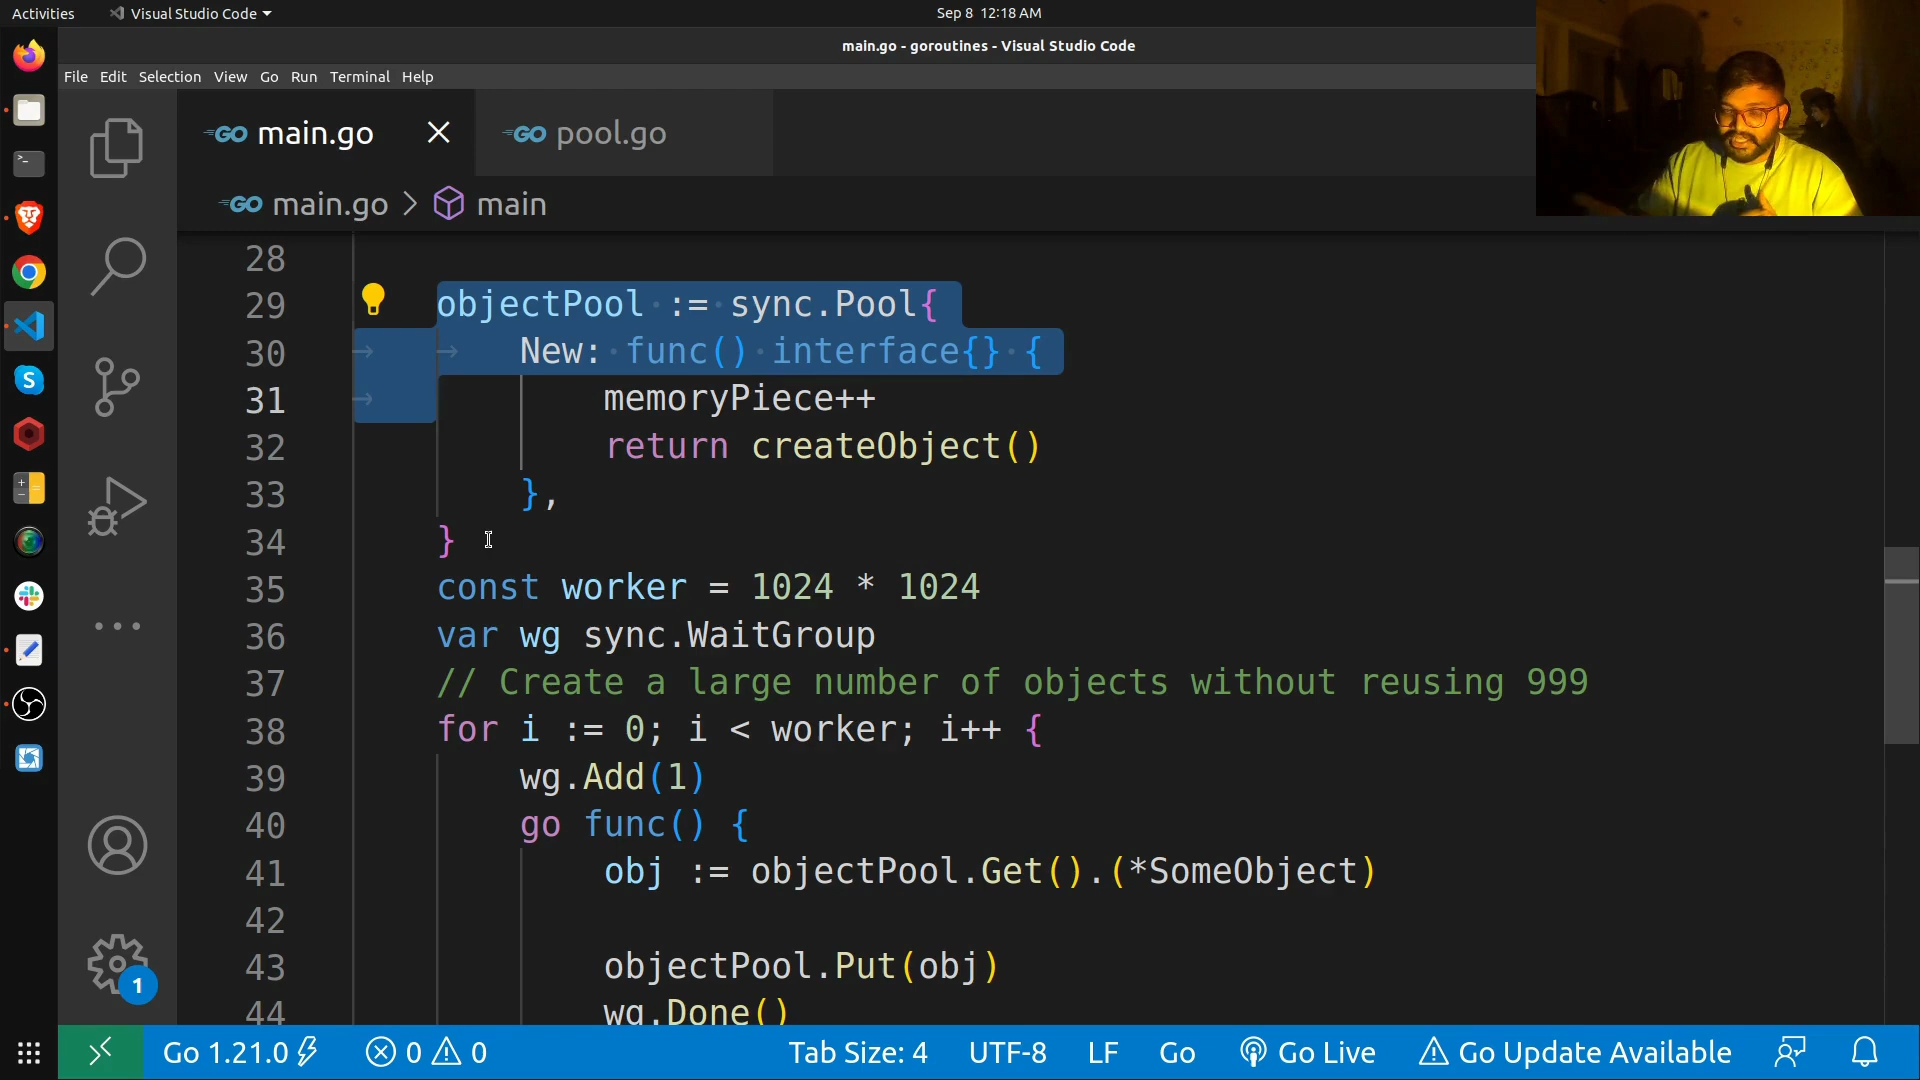 Activities
Visual Studio Code
Sep 8 12:18 AM
main.go - goroutines - Visual Studio Code
File Edit Selection View Go Run Terminal Help
GO main.go
GO pool.go
GO main.go > main
28
29 objectPool := sync.Pool{
30 New: func() interface{} {
31 memoryPiece++
32 return createObject()
33 },
34 }
35 const worker = 1024 * 1024
36 var wg sync.WaitGroup
37 // Create a large number of objects without reusing 999
38 for i := 0; i < worker; i++ {
39 wg.Add(1)
40 go func() {
41 obj := objectPool.Get().(*SomeObject)
42
43 objectPool.Put(obj)
44 wg.Done()
1
Go 1.21.0 0 0 Tab Size: 4 UTF-8 LF Go Go Live Go Update Available